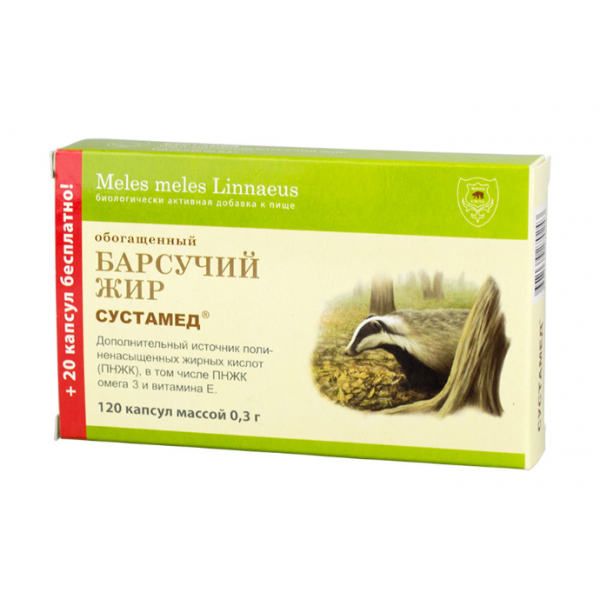 + 20 капсул бесплатно!
Meles meles Linnaeus
биологически активная добавка к пище
обогащенный
БАРСУЧИЙ
ЖИР
СУСТАМЕД®
Дополнительный источник поли-
ненасыщенных жирных кислот
(ПНЖК), в том числе ПНЖК
омега 3 и витамина Е.
120 капсул массой 0,3 г
СУСТАМЕД